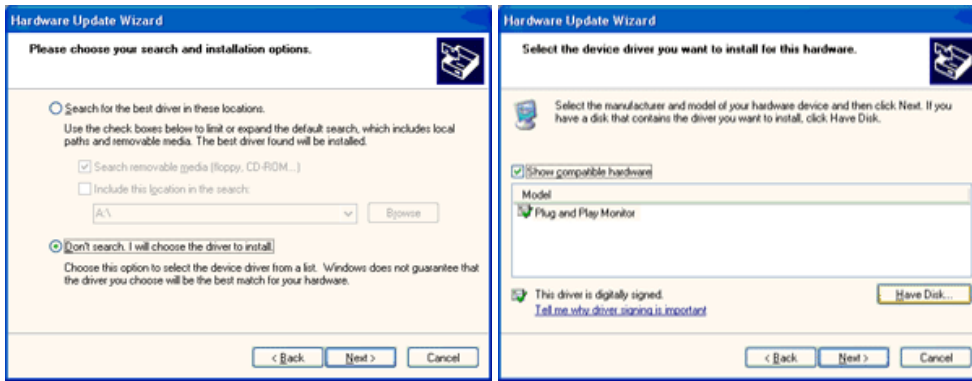 Hardware Update Wizard
Please choose your search and installation options.
Search for the best driver in these locations.
Use the check boxes below to limit or expand the default search, which includes local
paths and removable media. The best driver found will be installed.
Search removable media (floppy, CD-ROM...)
Include this location in the search:
A:\
Browse
Don't search. I will choose the driver to install.
Choose this option to select the device driver from a list. Windows does not guarantee that
the driver you choose will be the best match for your hardware.
< Back
Next >
Cancel
Hardware Update Wizard
Select the device driver you want to install for this hardware.
Select the manufacturer and model of your hardware device and then click Next. If you
have a disk that contains the driver you want to install, click Have Disk.
Show compatible hardware
Model
Plug and Play Monitor
This driver is digitally signed.
Tell me why driver signing is important
Have Disk...
< Back
Next >
Cancel